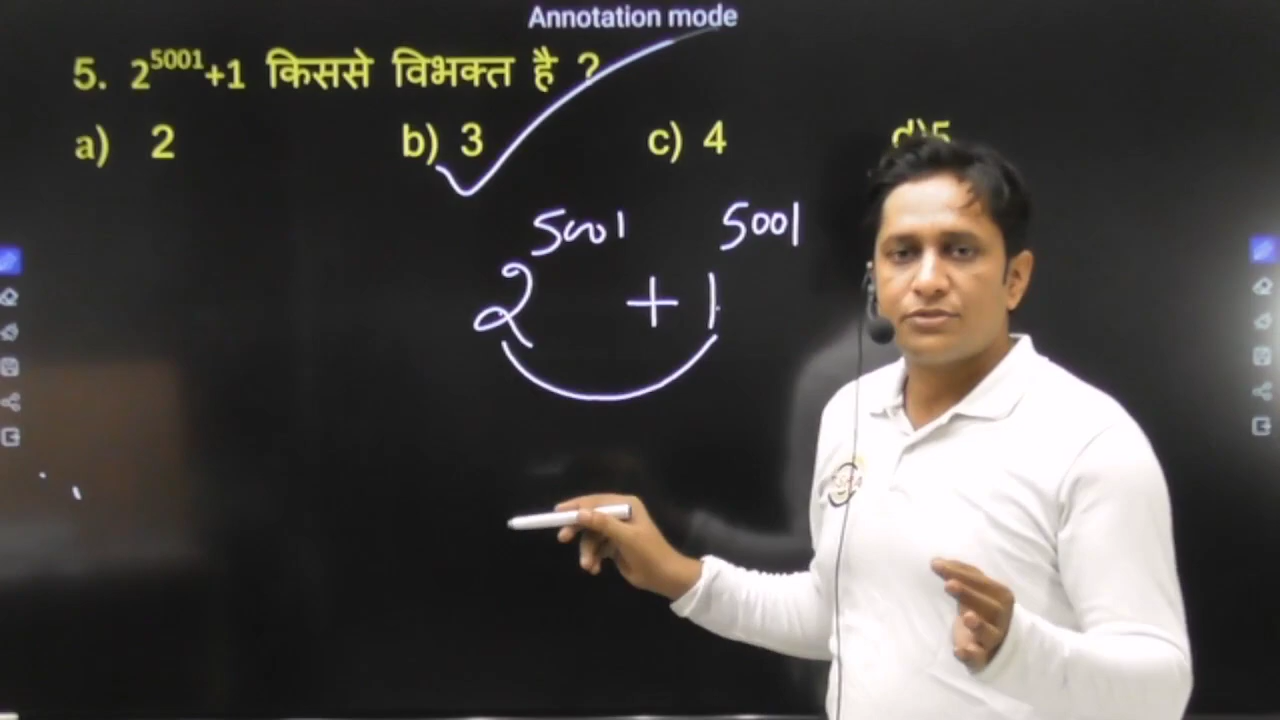 Annotation mode
5. 2^5001+1 किससे विभक्त है ?
a) 2 b) 3 c) 4 d) 5
2^5001 + 1^5001